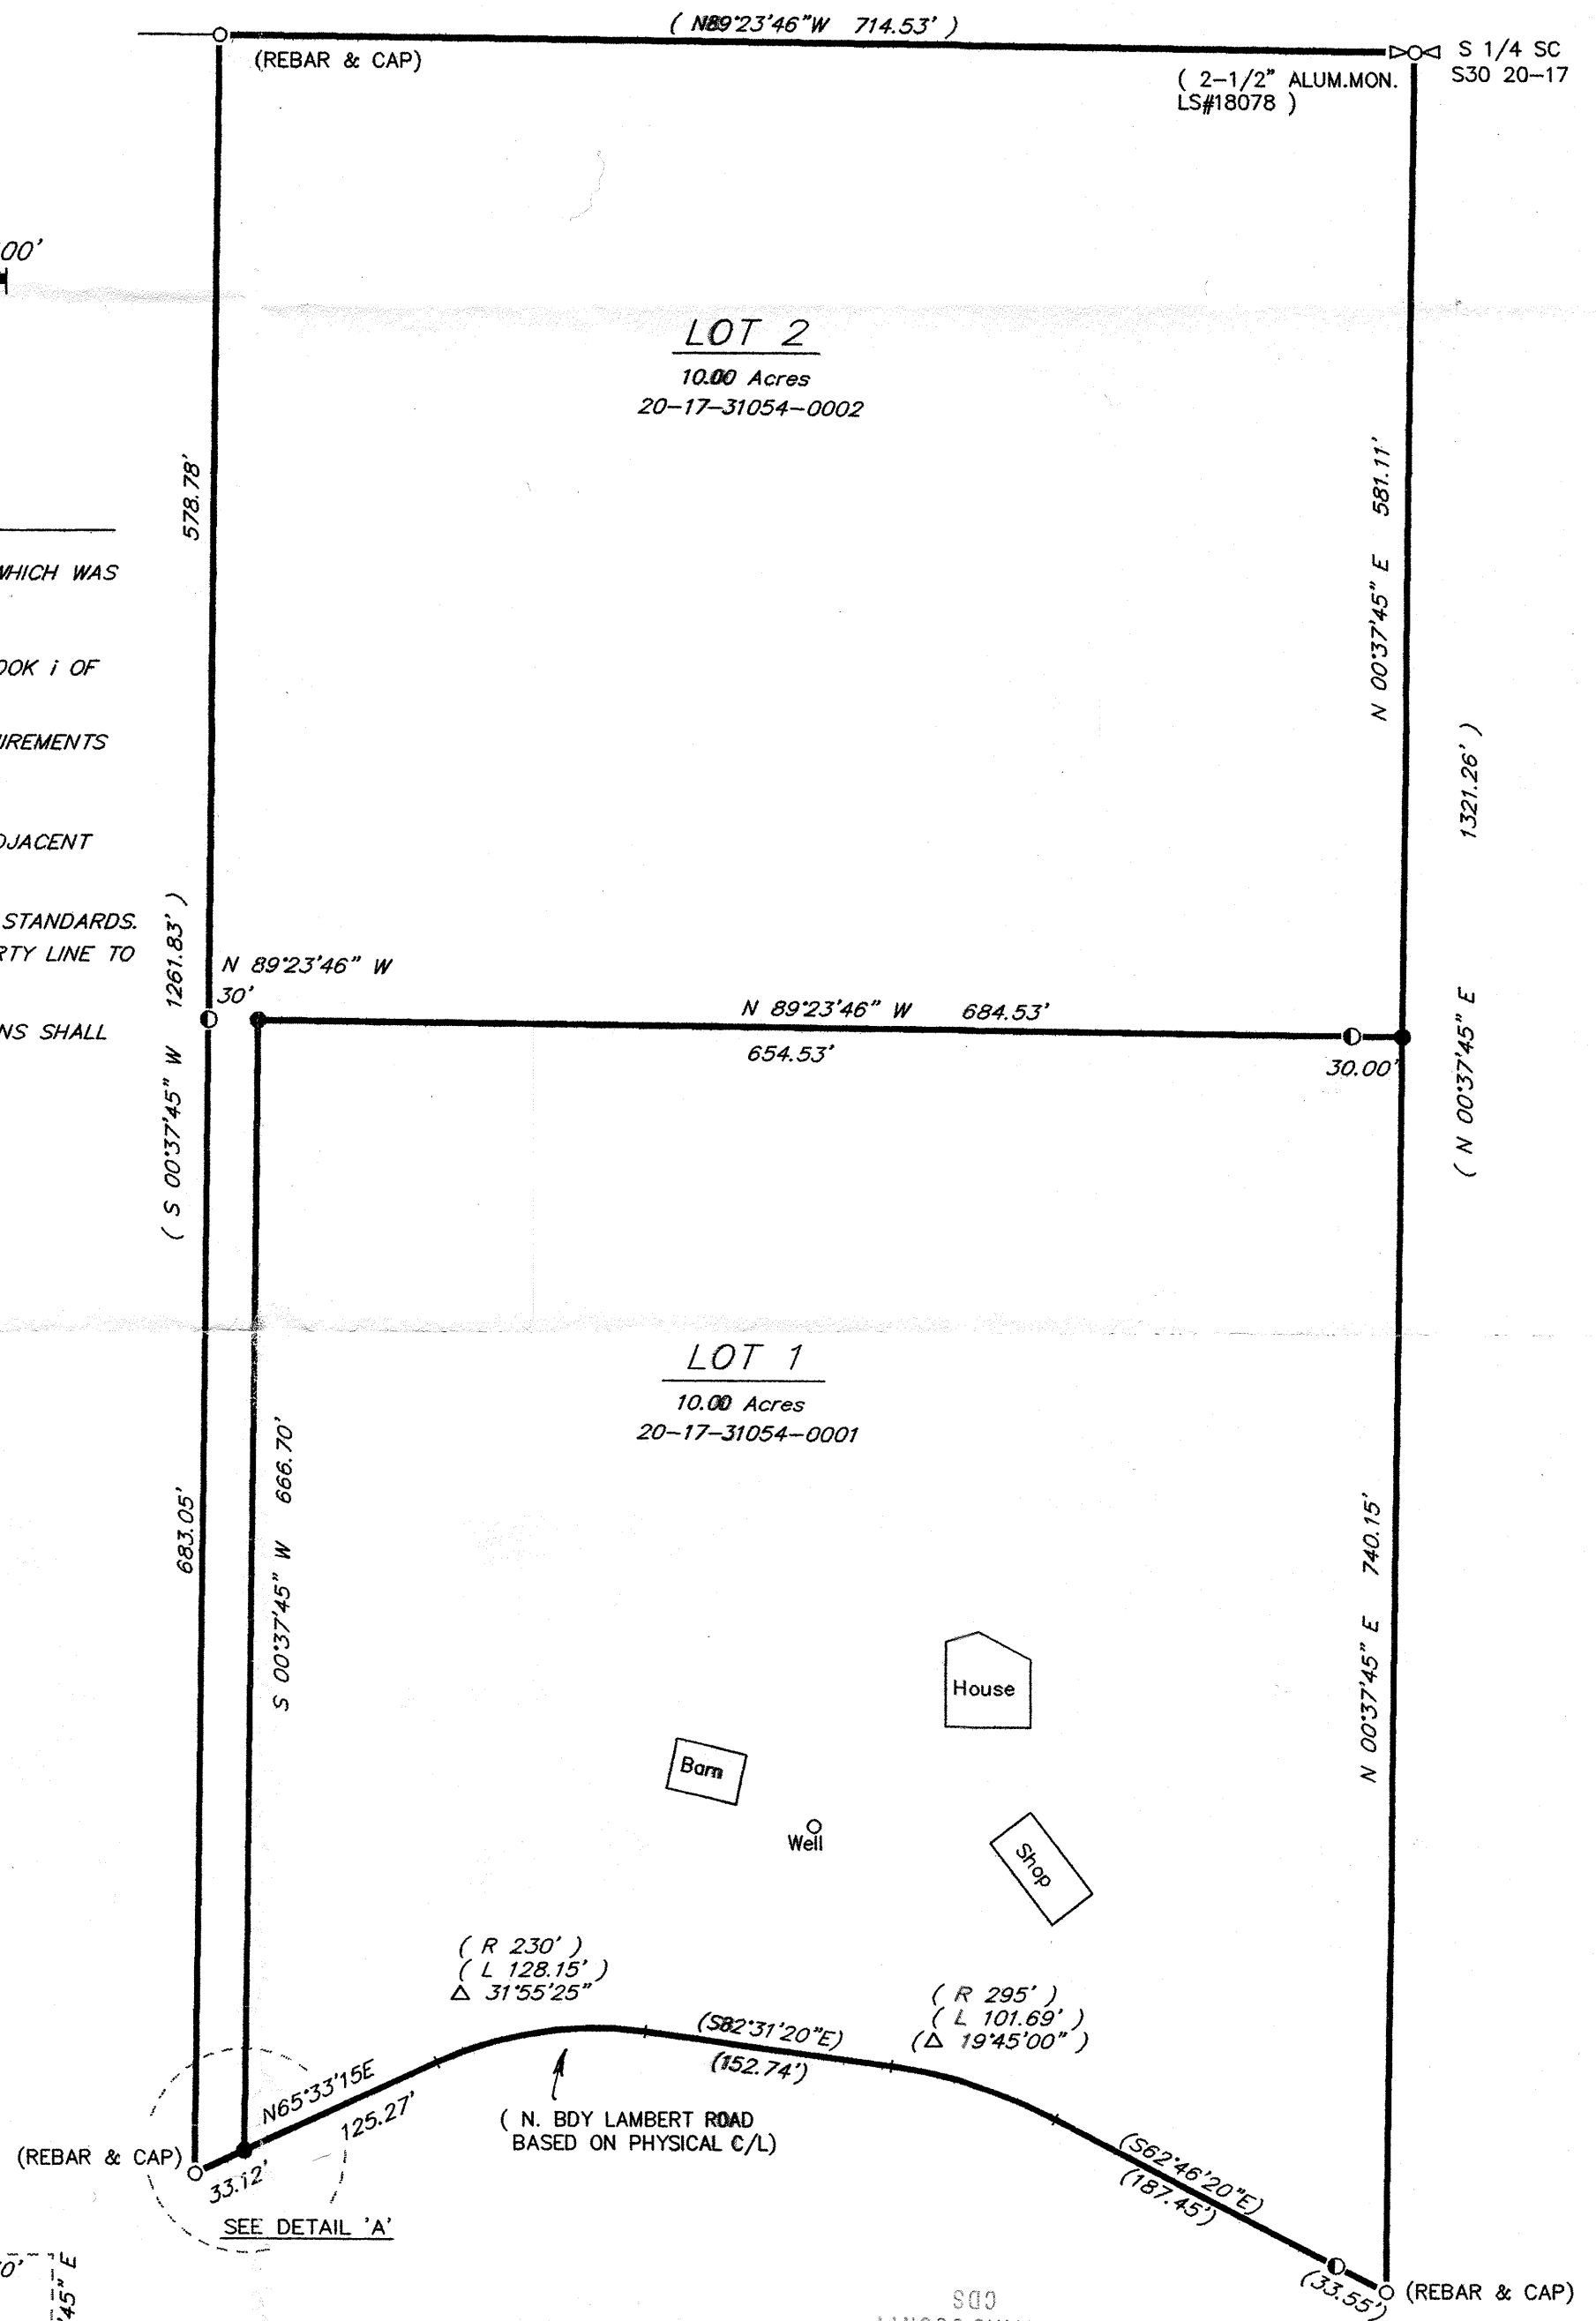 ( N89°23'46"W 714.53' )
(REBAR & CAP)
S 1/4 SC
S30 20-17
( 2-1/2" ALUM.MON.
LS#18078 )
00'
LOT 2
10.00 Acres
20-17-31054-0002
578.78'
N 00°37'45" E 581.11'
WHICH WAS
OOK i OF
IREMENTS
DJACENT
STANDARDS.
RTY LINE TO
NS SHALL
( S 00°37'45" W 1261.83' )
( N 00°37'45" E 1321.26' )
N 89°23'46" W
30'
N 89°23'46" W 684.53'
654.53'
30.00'
LOT 1
10.00 Acres
20-17-31054-0001
683.05'
S 00°37'45" W 666.70'
N 00°37'45" E 740.15'
House
Barn
Well
Shop
( R 230' )
( L 128.15' )
Δ 31°55'25"
( R 295' )
( L 101.69' )
(Δ 19°45'00" )
(S82°31'20"E)
(152.74')
N65°33'15E
125.27'
( N. BDY LAMBERT ROAD
BASED ON PHYSICAL C/L)
(REBAR & CAP)
33.12'
SEE DETAIL 'A'
(S62°46'20"E)
(187.45')
(33.55')
(REBAR & CAP)
0'
45" E
CDS